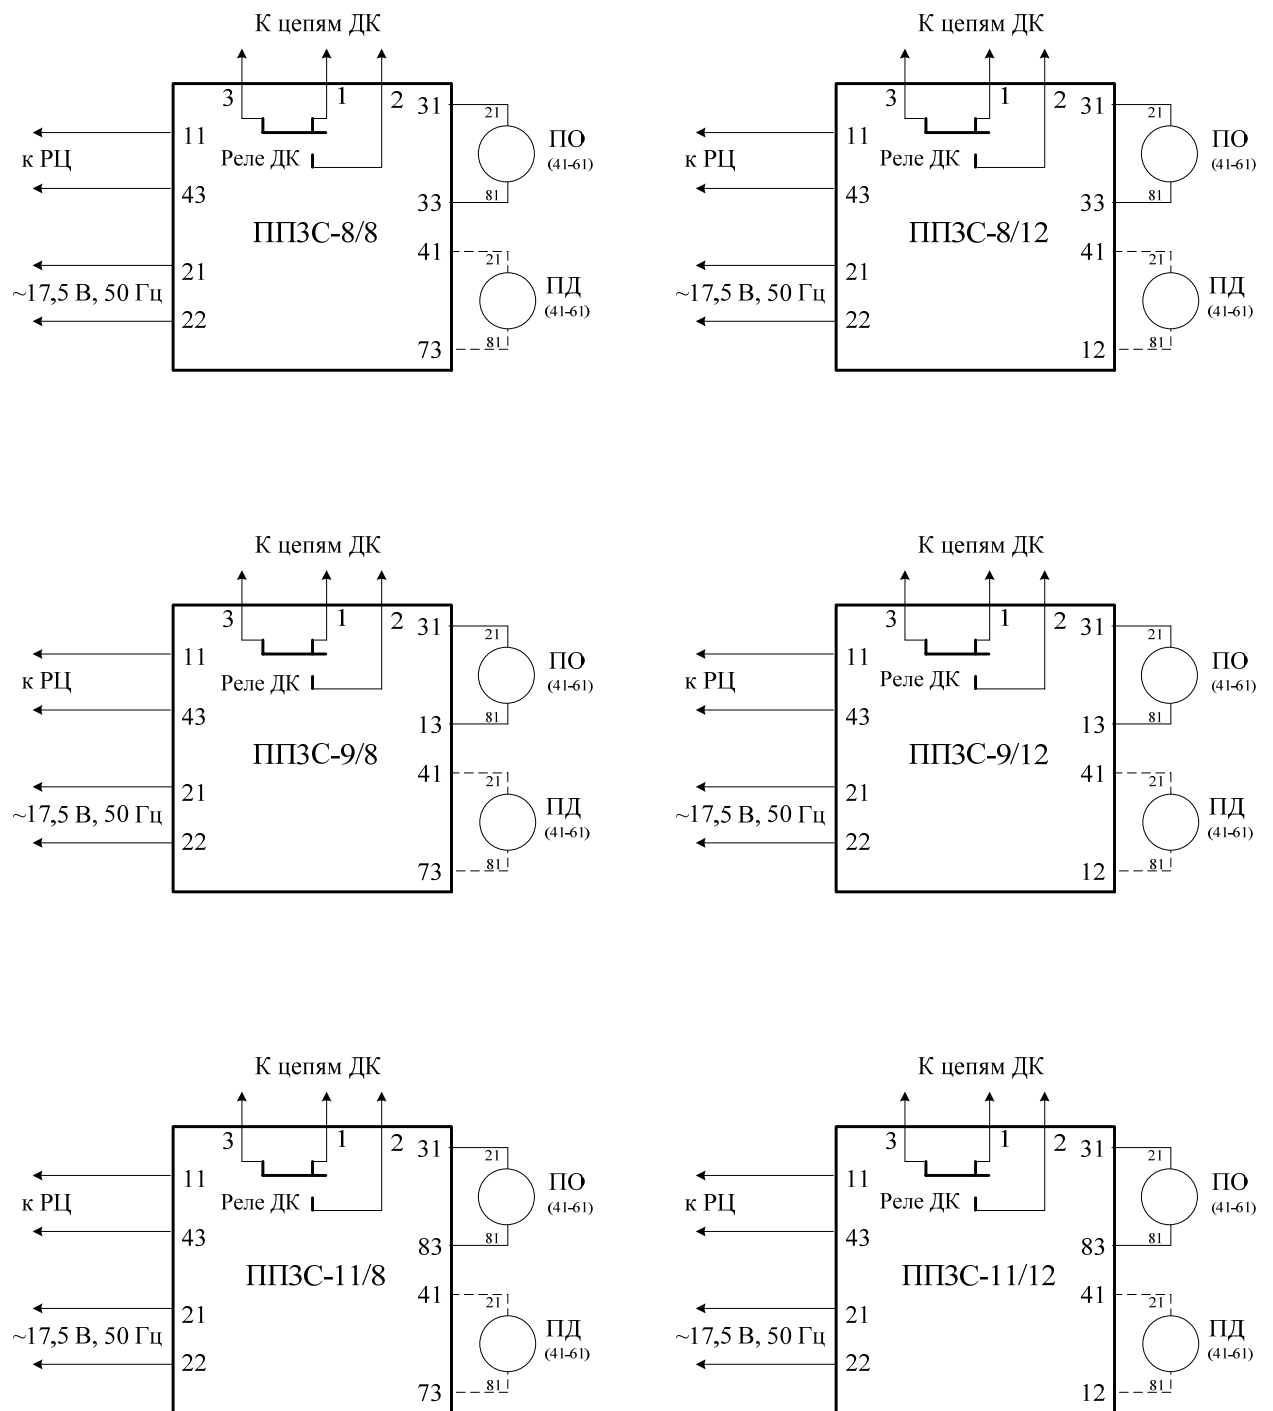 К цепям ДК
3
1
2
31
21
11
к РЦ
Реле ДК
ПО
(41-61)
43
81
33
ППЗС-8/8
41
21
21
~17,5 В, 50 Гц
ПД
(41-61)
22
81
73
К цепям ДК
3
1
2
31
21
11
к РЦ
Реле ДК
ПО
(41-61)
43
81
33
ППЗС-8/12
41
21
21
~17,5 В, 50 Гц
ПД
(41-61)
22
81
12
К цепям ДК
3
1
2
31
21
11
к РЦ
Реле ДК
ПО
(41-61)
43
81
13
ППЗС-9/8
41
21
21
~17,5 В, 50 Гц
ПД
(41-61)
22
81
73
К цепям ДК
3
1
2
31
21
11
к РЦ
Реле ДК
ПО
(41-61)
43
81
13
ППЗС-9/12
41
21
21
~17,5 В, 50 Гц
ПД
(41-61)
22
81
12
К цепям ДК
3
1
2
31
21
11
к РЦ
Реле ДК
ПО
(41-61)
43
81
83
ППЗС-11/8
41
21
21
~17,5 В, 50 Гц
ПД
(41-61)
22
81
73
К цепям ДК
3
1
2
31
21
11
к РЦ
Реле ДК
ПО
(41-61)
43
81
83
ППЗС-11/12
41
21
21
~17,5 В, 50 Гц
ПД
(41-61)
22
81
12